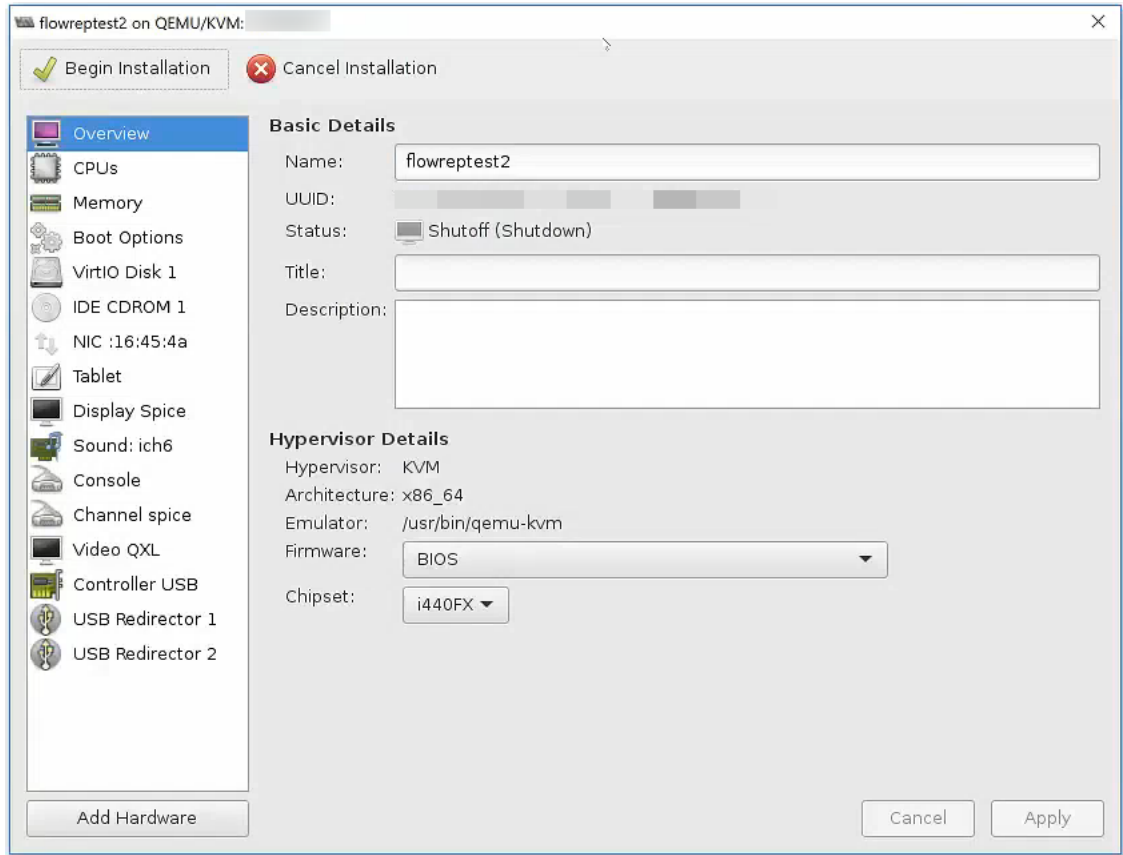 flowreptest2 on QEMU/KVM:
Begin Installation
Cancel Installation
Overview
CPUs
Memory
Boot Options
VirtIO Disk 1
IDE CDROM 1
NIC :16:45:4a
Tablet
Display Spice
Sound: ich6
Console
Channel spice
Video QXL
Controller USB
USB Redirector 1
USB Redirector 2
Add Hardware
Basic Details
Name: flowreptest2
UUID:
Status: Shutoff (Shutdown)
Title:
Description:
Hypervisor Details
Hypervisor: KVM
Architecture: x86_64
Emulator: /usr/bin/qemu-kvm
Firmware: BIOS
Chipset: i440FX
Cancel
Apply